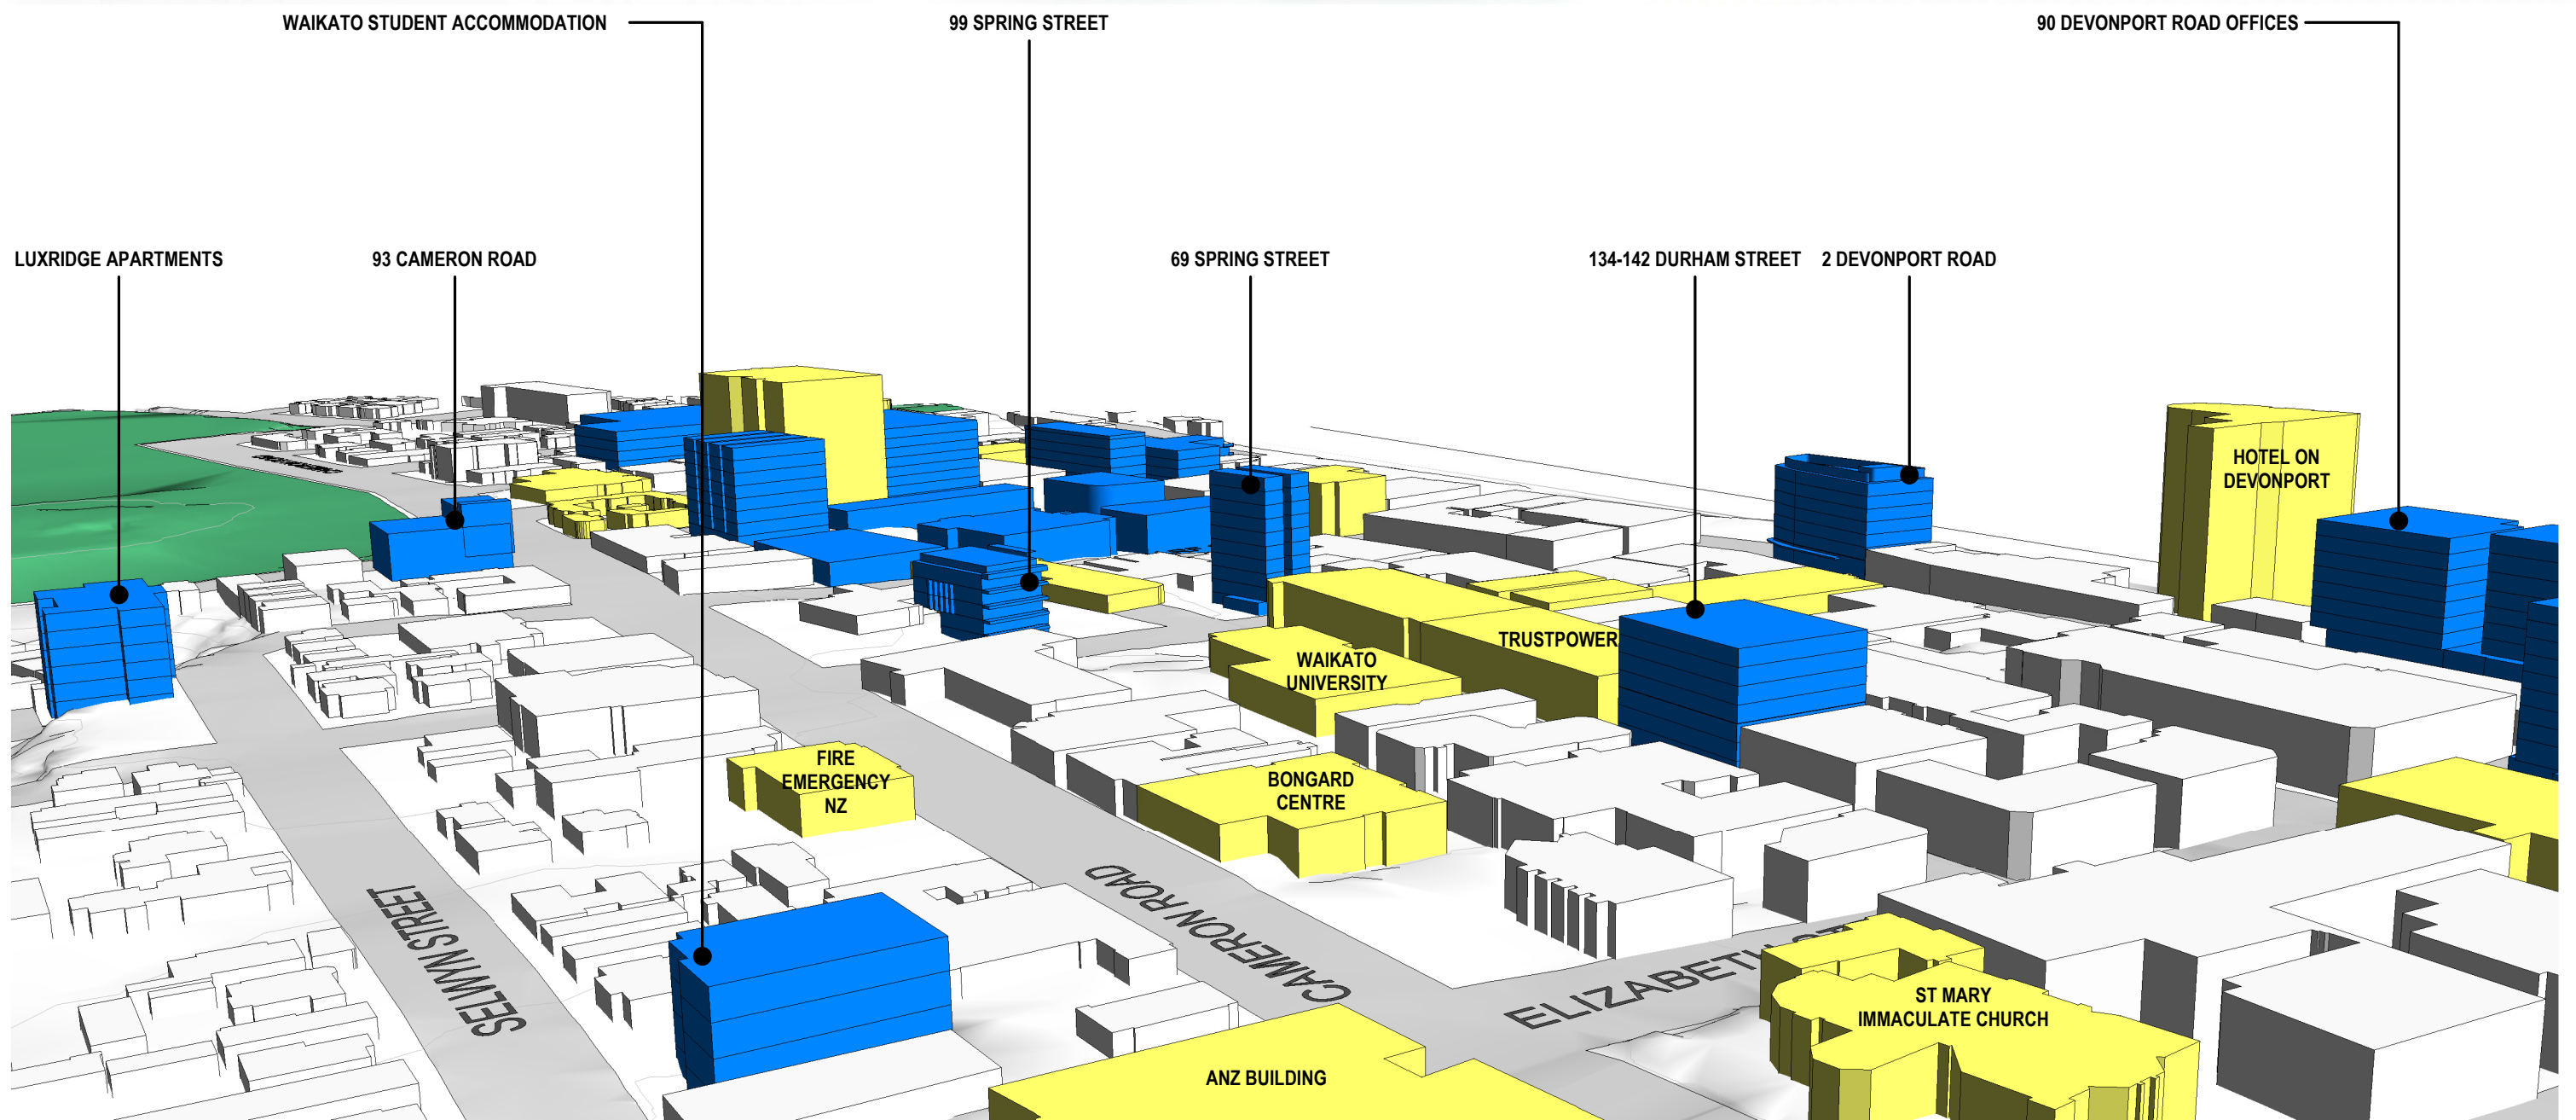 WAIKATO STUDENT ACCOMMODATION
99 SPRING STREET
90 DEVONPORT ROAD OFFICES
LUXRIDGE APARTMENTS
93 CAMERON ROAD
69 SPRING STREET
134-142 DURHAM STREET
2 DEVONPORT ROAD
HOTEL ON
DEVONPORT
TRUSTPOWER
WAIKATO
UNIVERSITY
FIRE
EMERGENCY
NZ
BONGARD
CENTRE
SELWYN STREET
CAMERON ROAD
ELIZABETH
ST MARY
IMMACULATE CHURCH
ANZ BUILDING